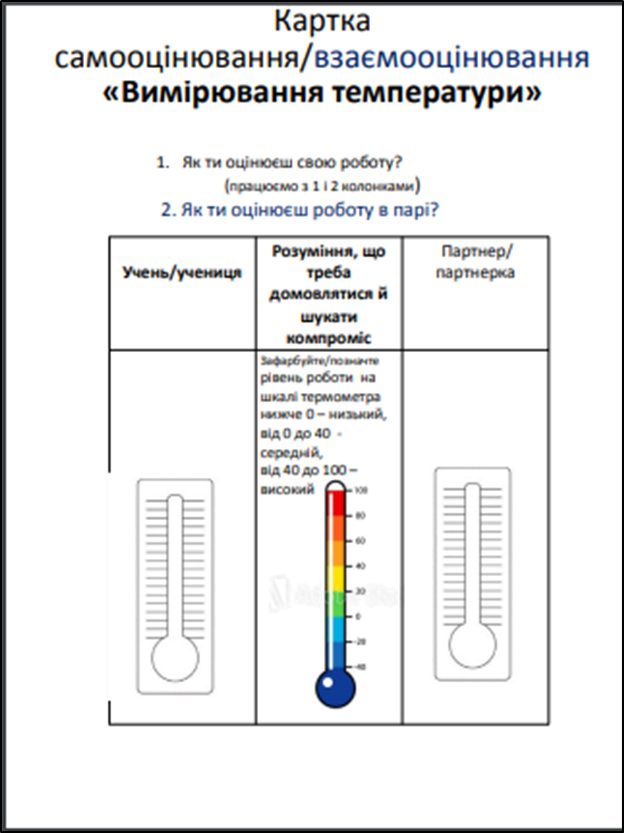 Картка
самооцінювання/взаємооцінювання
«Вимірювання температури»
1. Як ти оцінюєш свою роботу?
(працюємо з 1 і 2 колонками)
2. Як ти оцінюєш роботу в парі?
Учень/учениця
Розуміння, що
треба
домовлятися й
шукати
компроміс
Партнер/
партнерка
Зафарбуйте/позначте
рівень роботи на
шкалі термометра
нижче 0 – низький,
від 0 до 40 -
середній,
від 40 до 100 –
високий
100
80
60
40
20
0
-20
-40